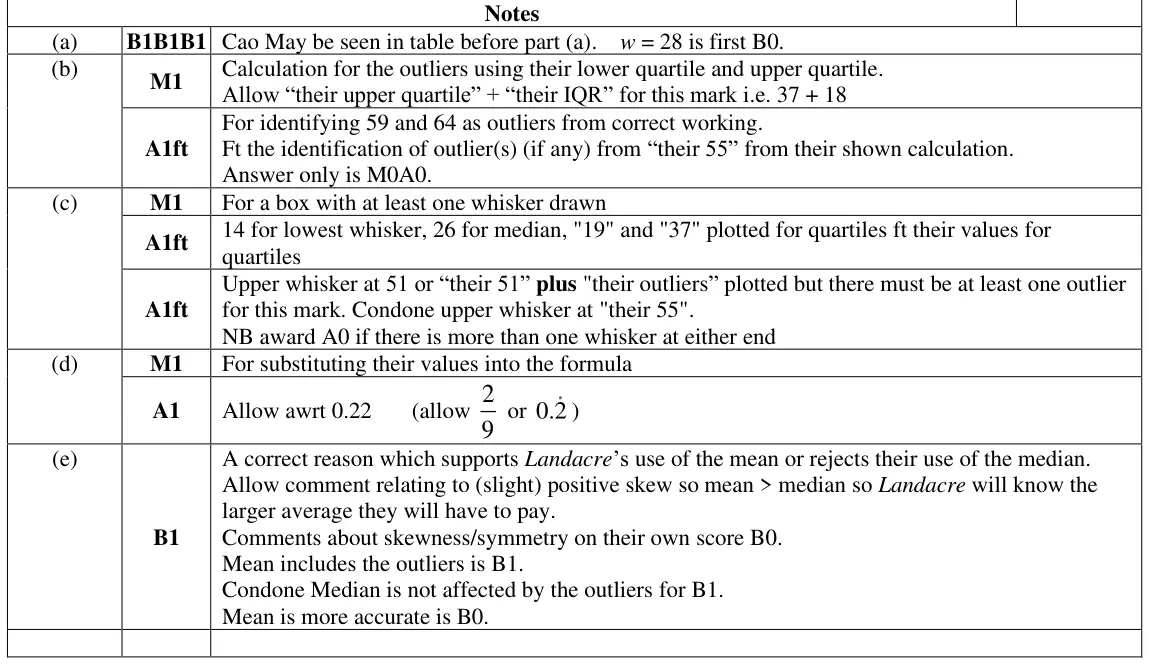 Notes
(a) B1B1B1 Cao May be seen in table before part (a). w = 28 is first B0.
(b) M1 Calculation for the outliers using their lower quartile and upper quartile.
Allow “their upper quartile” + “their IQR” for this mark i.e. 37 + 18
A1ft For identifying 59 and 64 as outliers from correct working.
Ft the identification of outlier(s) (if any) from “their 55” from their shown calculation.
Answer only is M0A0.
(c) M1 For a box with at least one whisker drawn
A1ft 14 for lowest whisker, 26 for median, "19" and "37" plotted for quartiles ft their values for
quartiles
A1ft Upper whisker at 51 or “their 51” plus "their outliers” plotted but there must be at least one outlier
for this mark. Condone upper whisker at "their 55".
NB award A0 if there is more than one whisker at either end
(d) M1 For substituting their values into the formula
A1 Allow awrt 0.22 (allow 2/9 or 0.2̇ )
(e) B1 A correct reason which supports Landacre’s use of the mean or rejects their use of the median.
Allow comment relating to (slight) positive skew so mean > median so Landacre will know the
larger average they will have to pay.
Comments about skewness/symmetry on their own score B0.
Mean includes the outliers is B1.
Condone Median is not affected by the outliers for B1.
Mean is more accurate is B0.